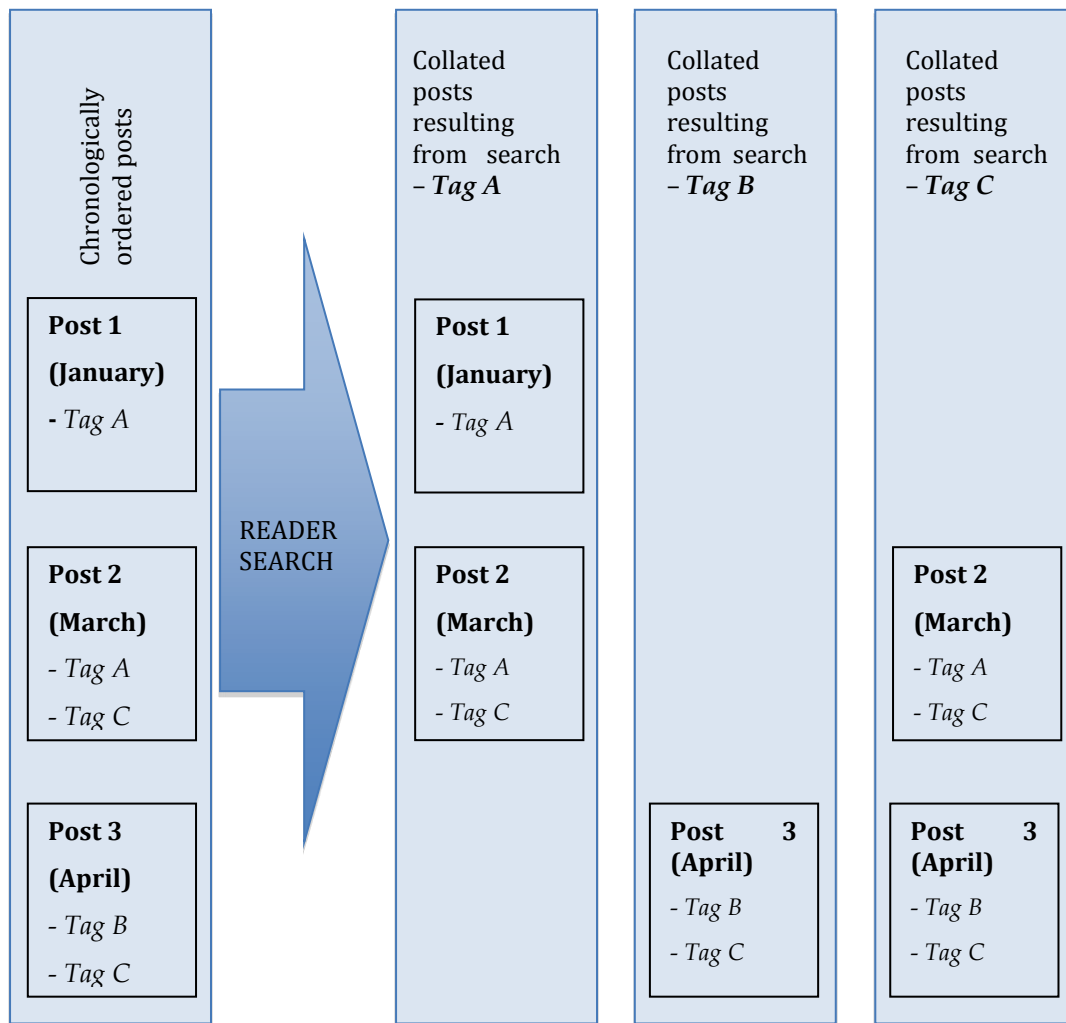 Chronologically
ordered posts
Post 1
(January)
- Tag A
Post 2
(March)
- Tag A
- Tag C
Post 3
(April)
- Tag B
- Tag C
READER
SEARCH
Collated
posts
resulting
from search
– Tag A
Post 1
(January)
- Tag A
Post 2
(March)
- Tag A
- Tag C
Collated
posts
resulting
from search
– Tag B
Post 3
(April)
- Tag B
- Tag C
Collated
posts
resulting
from search
– Tag C
Post 2
(March)
- Tag A
- Tag C
Post 3
(April)
- Tag B
- Tag C